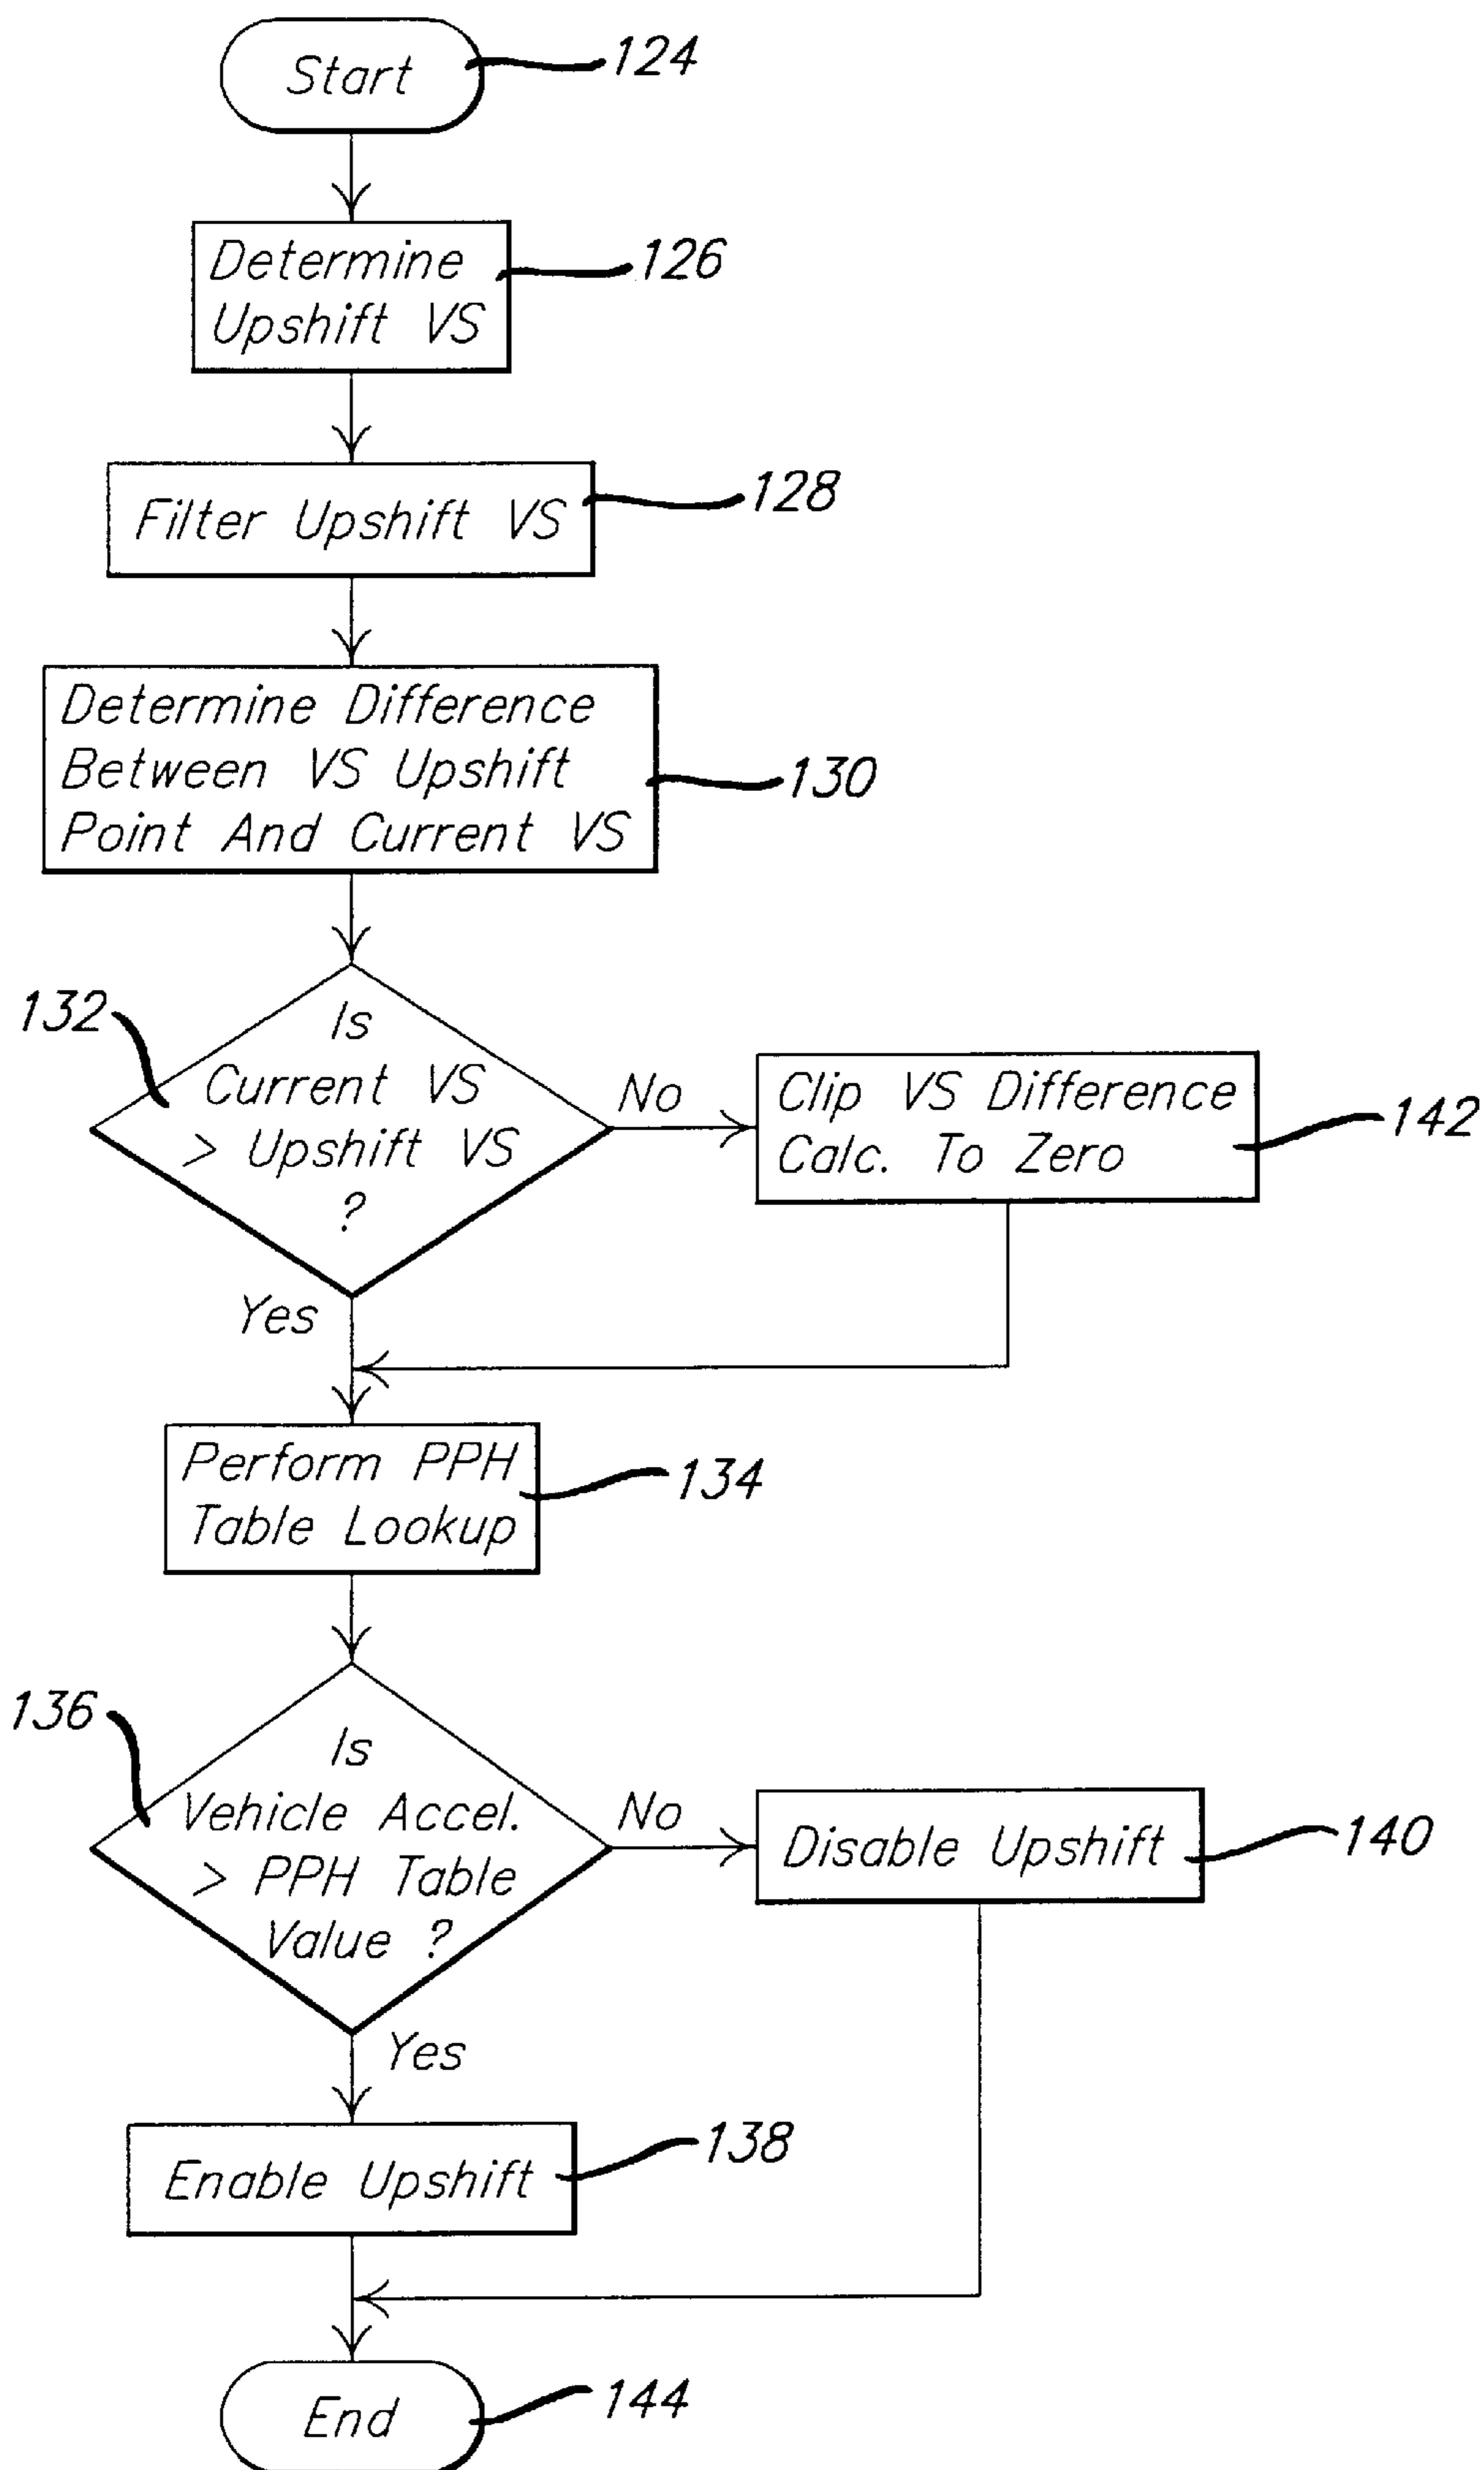 Start
124
Determine
Upshift VS
126
Filter Upshift VS
128
Determine Difference
Between VS Upshift
Point And Current VS
130
132
Is
Current VS
> Upshift VS
?
No
Clip VS Difference
Calc. To Zero
142
Yes
Perform PPH
Table Lookup
134
136
Is
Vehicle Accel.
> PPH Table
Value ?
No
Disable Upshift
140
Yes
Enable Upshift
138
End
144